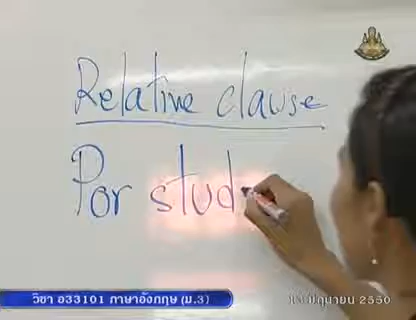 Relative clause
Por stud
วิชา อ33101 ภาษาอังกฤษ (ม.3)
มิถุนายน 2550